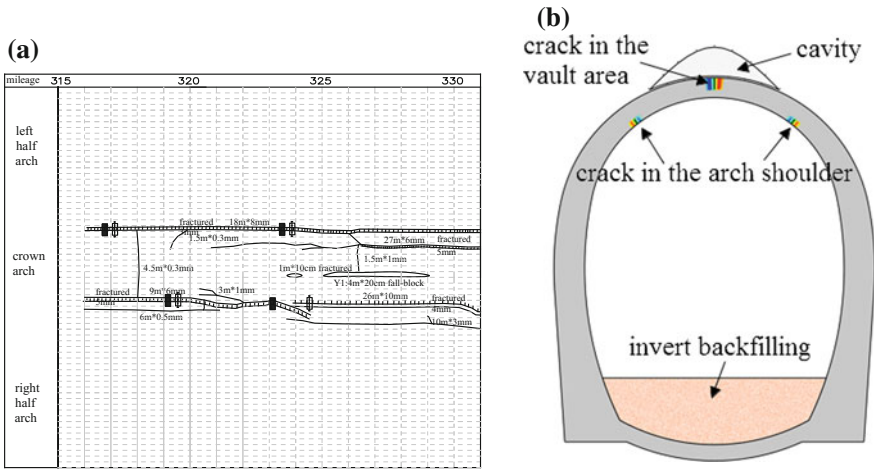 (a)
mileage 315 320 325 330
left
half
arch
crown
arch
right
half
arch
fractured 18m*8mm
1.5m*0.3mm
27m*6mm fractured
5mm
4.5m*0.3mm
1.5m*1mm
1m*10cm fractured
Y1:4m*20cm fall-block
fractured 9m*6mm 3m*1mm
26m*10mm
fractured
4mm
6m*0.5mm
10m*3mm
(b)
crack in the
vault area
cavity
crack in the arch shoulder
invert backfilling